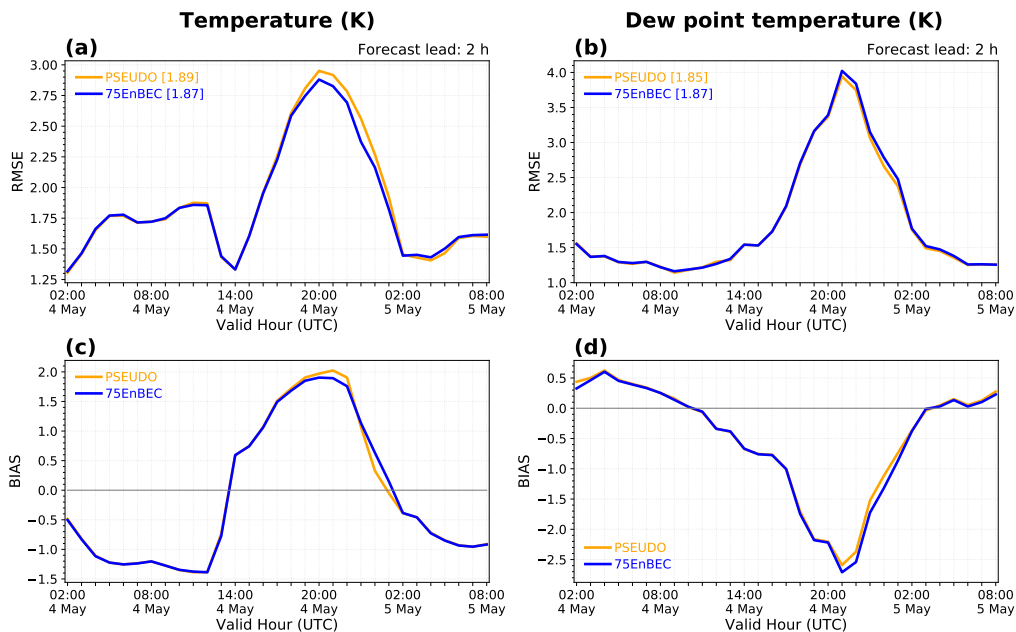 Temperature (K)
Dew point temperature (K)
(a)
Forecast lead: 2 h
PSEUDO [1.89]
75EnBEC [1.87]
RMSE
3.00
2.75
2.50
2.25
2.00
1.75
1.50
1.25
02:00 08:00 14:00 20:00 02:00 08:00
4 May 4 May 4 May 4 May 5 May 5 May
Valid Hour (UTC)
(b)
Forecast lead: 2 h
PSEUDO [1.85]
75EnBEC [1.87]
RMSE
4.0
3.5
3.0
2.5
2.0
1.5
1.0
02:00 08:00 14:00 20:00 02:00 08:00
4 May 4 May 4 May 4 May 5 May 5 May
Valid Hour (UTC)
(c)
PSEUDO
75EnBEC
BIAS
2.0
1.5
1.0
0.5
0.0
−0.5
−1.0
−1.5
02:00 08:00 14:00 20:00 02:00 08:00
4 May 4 May 4 May 4 May 5 May 5 May
Valid Hour (UTC)
(d)
BIAS
0.5
0.0
−0.5
−1.0
−1.5
−2.0
−2.5
PSEUDO
75EnBEC
02:00 08:00 14:00 20:00 02:00 08:00
4 May 4 May 4 May 4 May 5 May 5 May
Valid Hour (UTC)